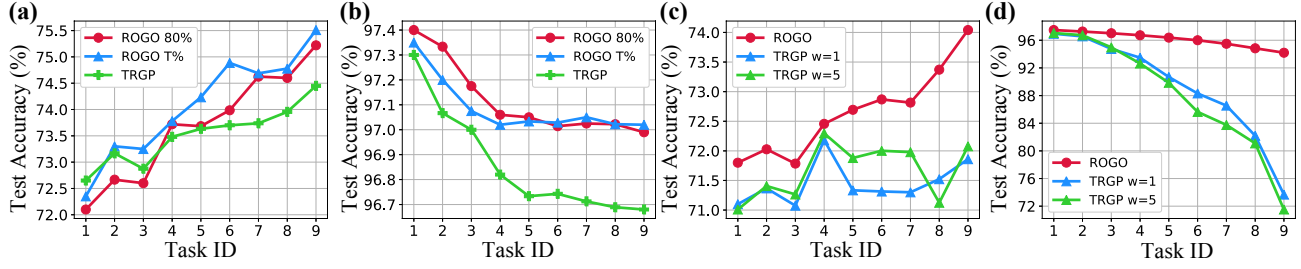 (a)
Test Accuracy (%)
75.5
75.0
74.5
74.0
73.5
73.0
72.5
72.0
ROGO 80%
ROGO T%
TRGP
1 2 3 4 5 6 7 8 9
Task ID
(b)
Test Accuracy (%)
97.4
97.3
97.2
97.1
97.0
96.9
96.8
96.7
ROGO 80%
ROGO T%
TRGP
1 2 3 4 5 6 7 8 9
Task ID
(c)
Test Accuracy (%)
74.0
73.5
73.0
72.5
72.0
71.5
71.0
ROGO
TRGP w=1
TRGP w=5
1 2 3 4 5 6 7 8 9
Task ID
(d)
Test Accuracy (%)
96
92
88
84
80
76
72
ROGO
TRGP w=1
TRGP w=5
1 2 3 4 5 6 7 8 9
Task ID